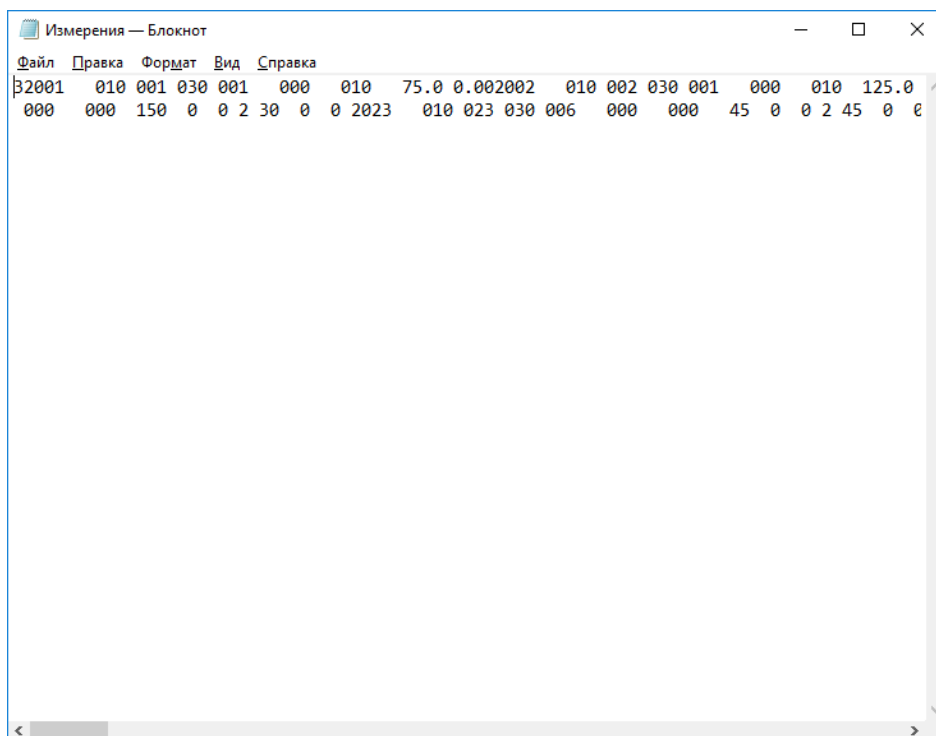 Измерения — Блокнот
Файл Правка Формат Вид Справка
32001   010 001 030 001   000   010   75.0 0.002002   010 002 030 001   000   010  125.0
000   000  150  0  0 2 30  0  0 2023   010 023 030 006   000   000   45  0  0 2 45  0